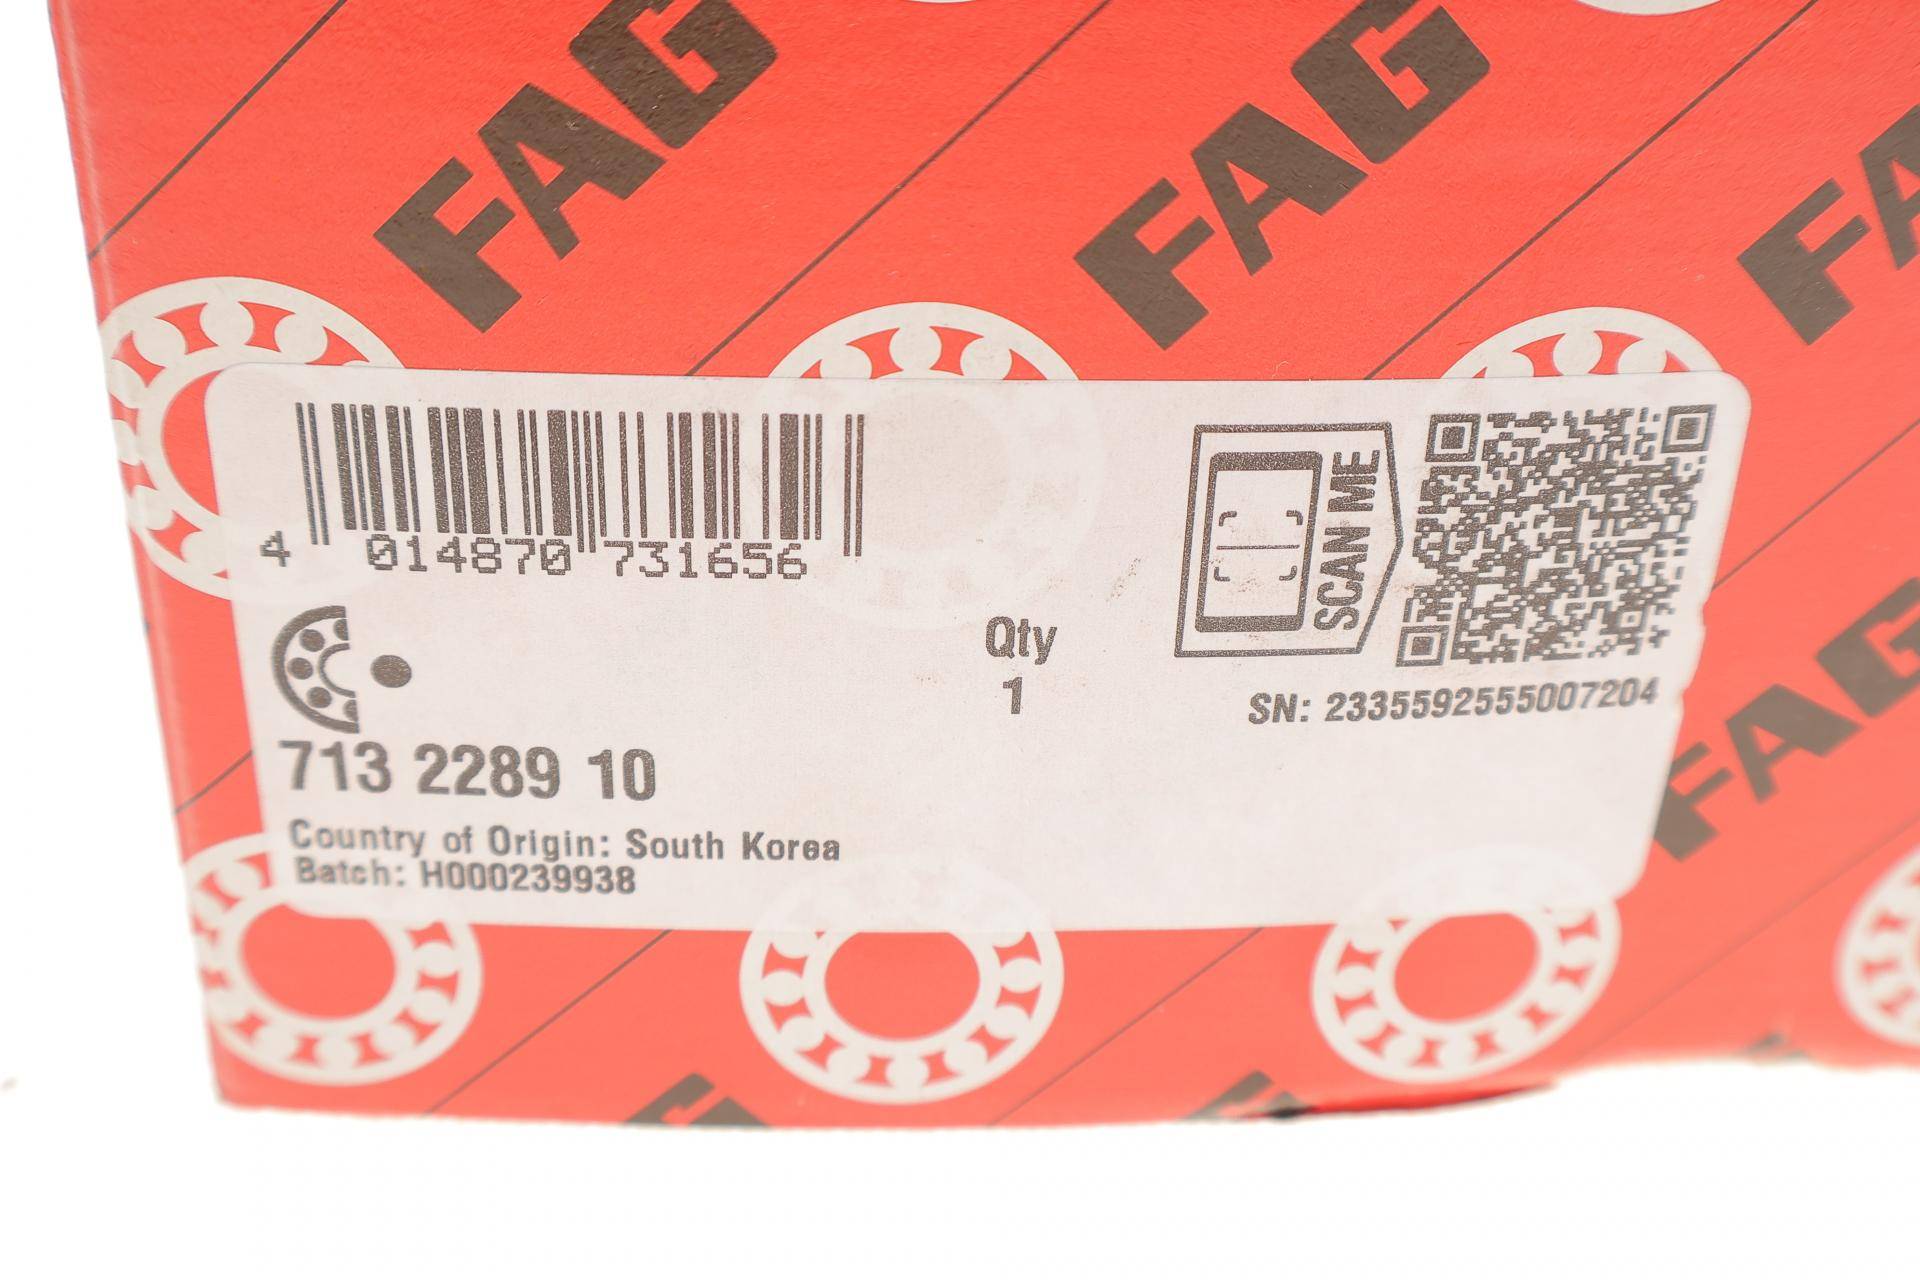 FAG
FAG
FA
4 014870 731656
SCAN ME
Qty
1
SN: 2335592555007204
713 2289 10
Country of Origin: South Korea
Batch: H000239938
FAG